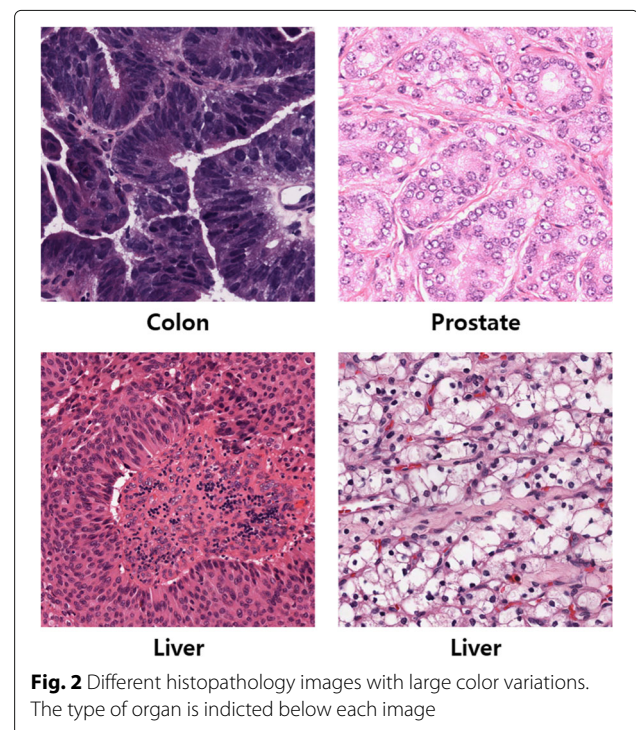 Colon
Prostate
Liver
Liver
Fig. 2 Different histopathology images with large color variations.
The type of organ is indicted below each image